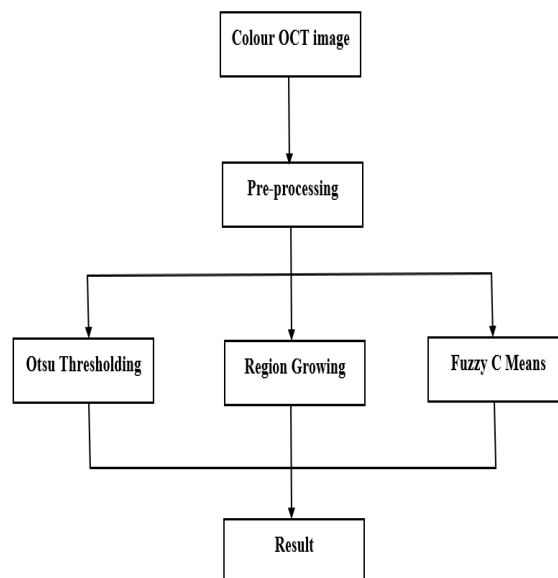 Colour OCT image
Pre-processing
Otsu Thresholding
Region Growing
Fuzzy C Means
Result